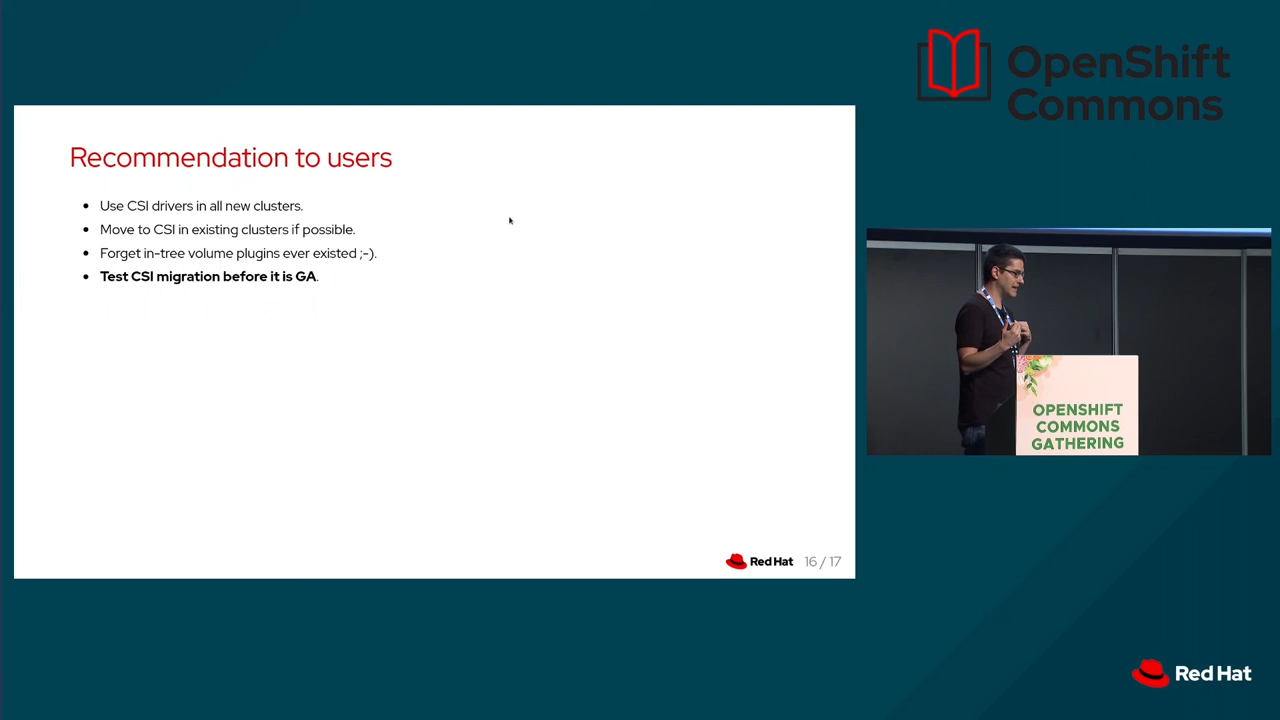 OpenShift
Commons
Recommendation to users
Use CSI drivers in all new clusters.
Move to CSI in existing clusters if possible.
Forget in-tree volume plugins ever existed ;-).
Test CSI migration before it is GA.
Red Hat 16 / 17
OPENSHIFT
COMMONS
GATHERING
Red Hat